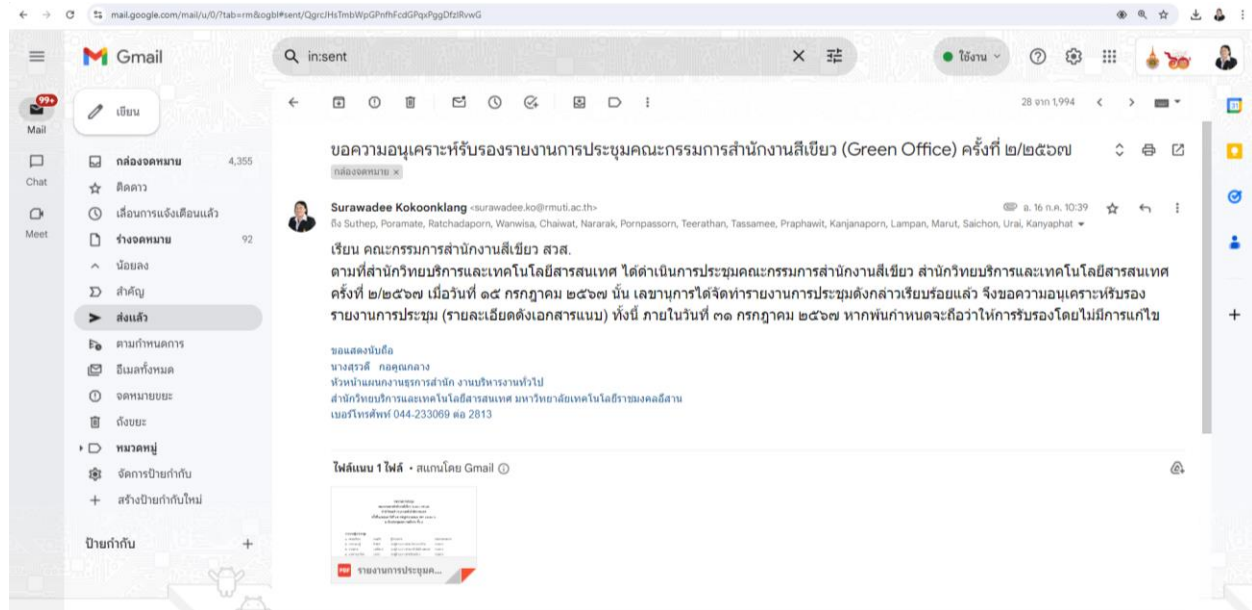 mail.google.com/mail/u/0/?tab=rm&ogbl#sent/QgrcJHsTmbWpGPnfhFcdGPqxPggDfzlRvwG
Gmail
in:sent
ใช้งาน
99+
Mail
Chat
Meet
เขียน
กล่องจดหมาย 4,355
ติดดาว
เลื่อนการแจ้งเตือนแล้ว
ร่างจดหมาย 92
น้อยลง
สำคัญ
ส่งแล้ว
ตามกำหนดการ
อีเมลทั้งหมด
จดหมายขยะ
ถังขยะ
หมวดหมู่
จัดการป้ายกำกับ
สร้างป้ายกำกับใหม่
ป้ายกำกับ
28 จาก 1,994
31
ขอความอนุเคราะห์รับรองรายงานการประชุมคณะกรรมการสำนักงานสีเขียว (Green Office) ครั้งที่ ๒/๒๕๖๗
กล่องจดหมาย ×
Surawadee Kokoonklang <surawadee.ko@rmuti.ac.th>
อ. 16 ก.ค. 10:39
ถึง Suthep, Poramate, Ratchadaporn, Wanwisa, Chaiwat, Nararak, Pornpassorn, Teerathan, Tassamee, Praphawit, Kanjanaporn, Lampan, Marut, Saichon, Urai, Kanyaphat
เรียน คณะกรรมการสำนักงานสีเขียว สวส.
ตามที่สำนักวิทยบริการและเทคโนโลยีสารสนเทศ ได้ดำเนินการประชุมคณะกรรมการสำนักงานสีเขียว สำนักวิทยบริการและเทคโนโลยีสารสนเทศ
ครั้งที่ ๒/๒๕๖๗ เมื่อวันที่ ๑๕ กรกฎาคม ๒๕๖๗ นั้น เลขานุการได้จัดทำรายงานการประชุมดังกล่าวเรียบร้อยแล้ว จึงขอความอนุเคราะห์รับรอง
รายงานการประชุม (รายละเอียดดังเอกสารแนบ) ทั้งนี้ ภายในวันที่ ๓๑ กรกฎาคม ๒๕๖๗ หากพ้นกำหนดจะถือว่าให้การรับรองโดยไม่มีการแก้ไข
ขอแสดงนับถือ
นางสุรวดี กอคูณกลาง
หัวหน้าแผนกงานธุรการสำนัก งานบริหารงานทั่วไป
สำนักวิทยบริการและเทคโนโลยีสารสนเทศ มหาวิทยาลัยเทคโนโลยีราชมงคลอีสาน
เบอร์โทรศัพท์ 044-233069 ต่อ 2813
ไฟล์แนบ 1 ไฟล์ • สแกนโดย Gmail
PDF รายงานการประชุมค...